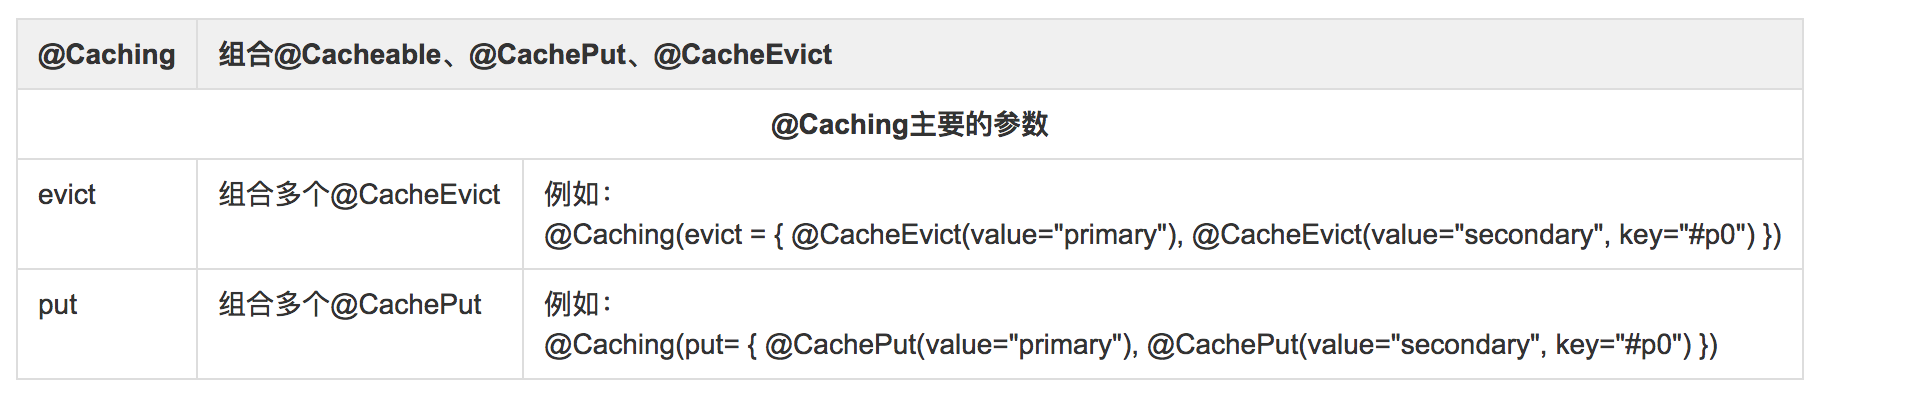 @Caching 组合@Cacheable、@CachePut、@CacheEvict
@Caching主要的参数
evict 组合多个@CacheEvict 例如：
@Caching(evict = { @CacheEvict(value="primary"), @CacheEvict(value="secondary", key="#p0") })
put 组合多个@CachePut 例如：
@Caching(put= { @CachePut(value="primary"), @CachePut(value="secondary", key="#p0") })